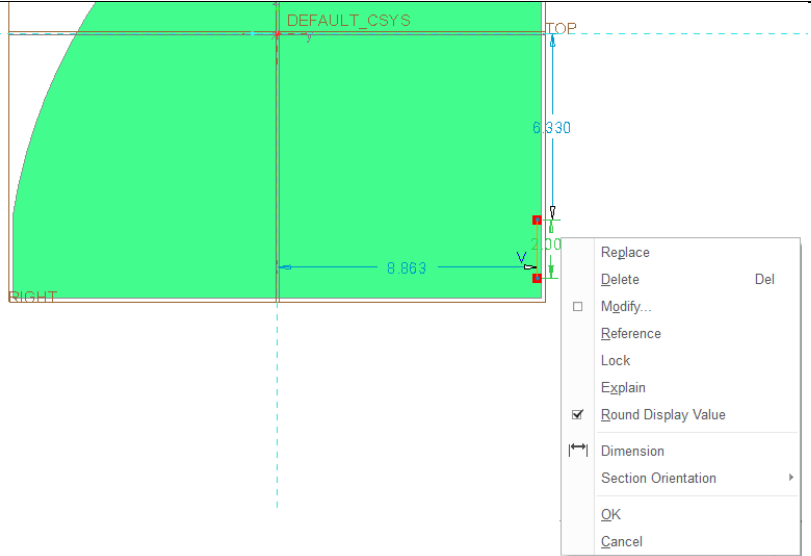 DEFAULT_CSYS
TOP
y
6.330
2.00
V
8.863
RIGHT
Replace
Delete Del
Modify...
Reference
Lock
Explain
Round Display Value
Dimension
Section Orientation
OK
Cancel